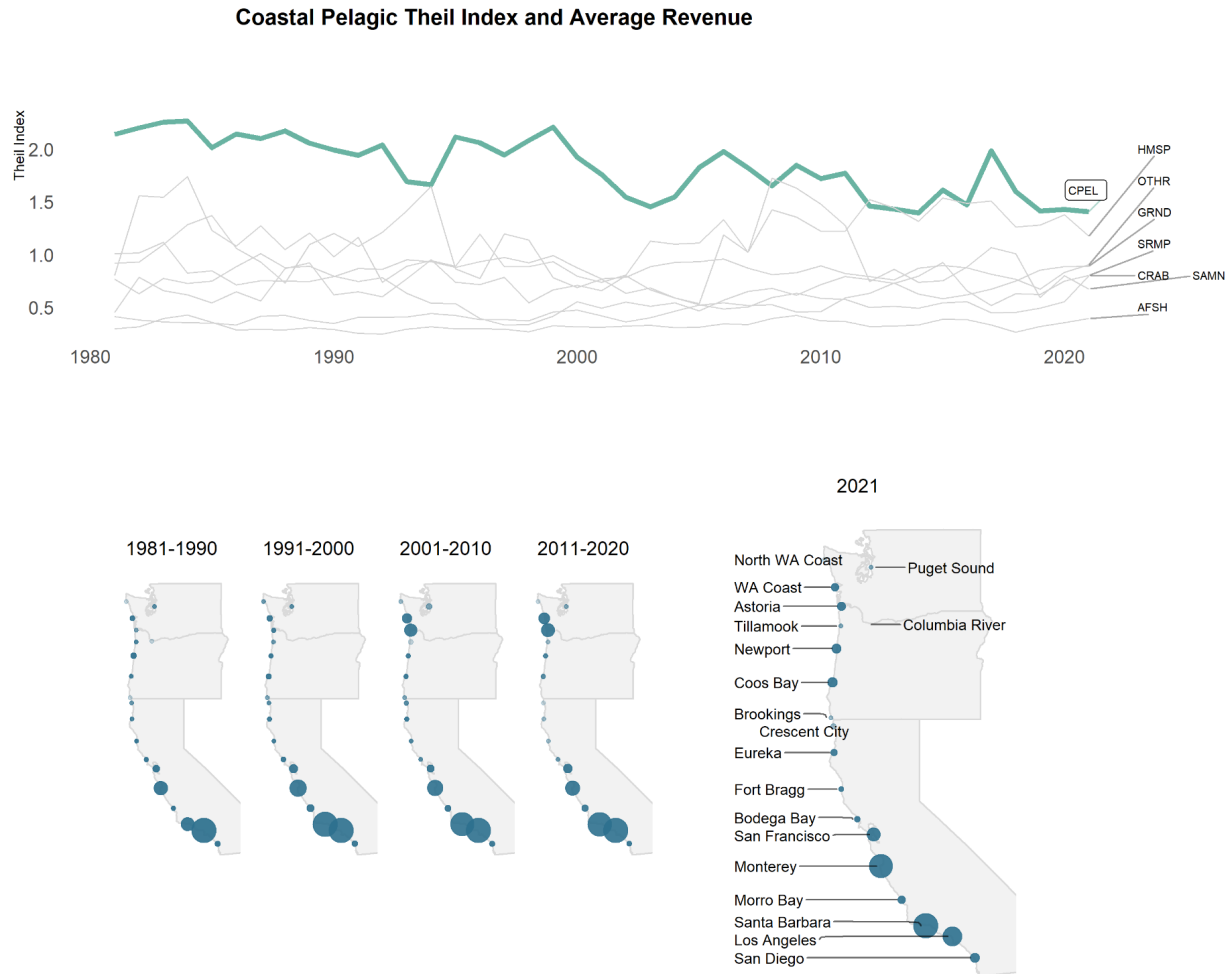 Coastal Pelagic Theil Index and Average Revenue
Theil Index
2.0
1.5
1.0
0.5
1980
1990
2000
2010
2020
HMSP
OTHR
CPEL
GRND
SRMP
CRAB
SAMN
AFSH
1981-1990
1991-2000
2001-2010
2011-2020
2021
North WA Coast
Puget Sound
WA Coast
Astoria
Tillamook
Columbia River
Newport
Coos Bay
Brookings
Crescent City
Eureka
Fort Bragg
Bodega Bay
San Francisco
Monterey
Morro Bay
Santa Barbara
Los Angeles
San Diego